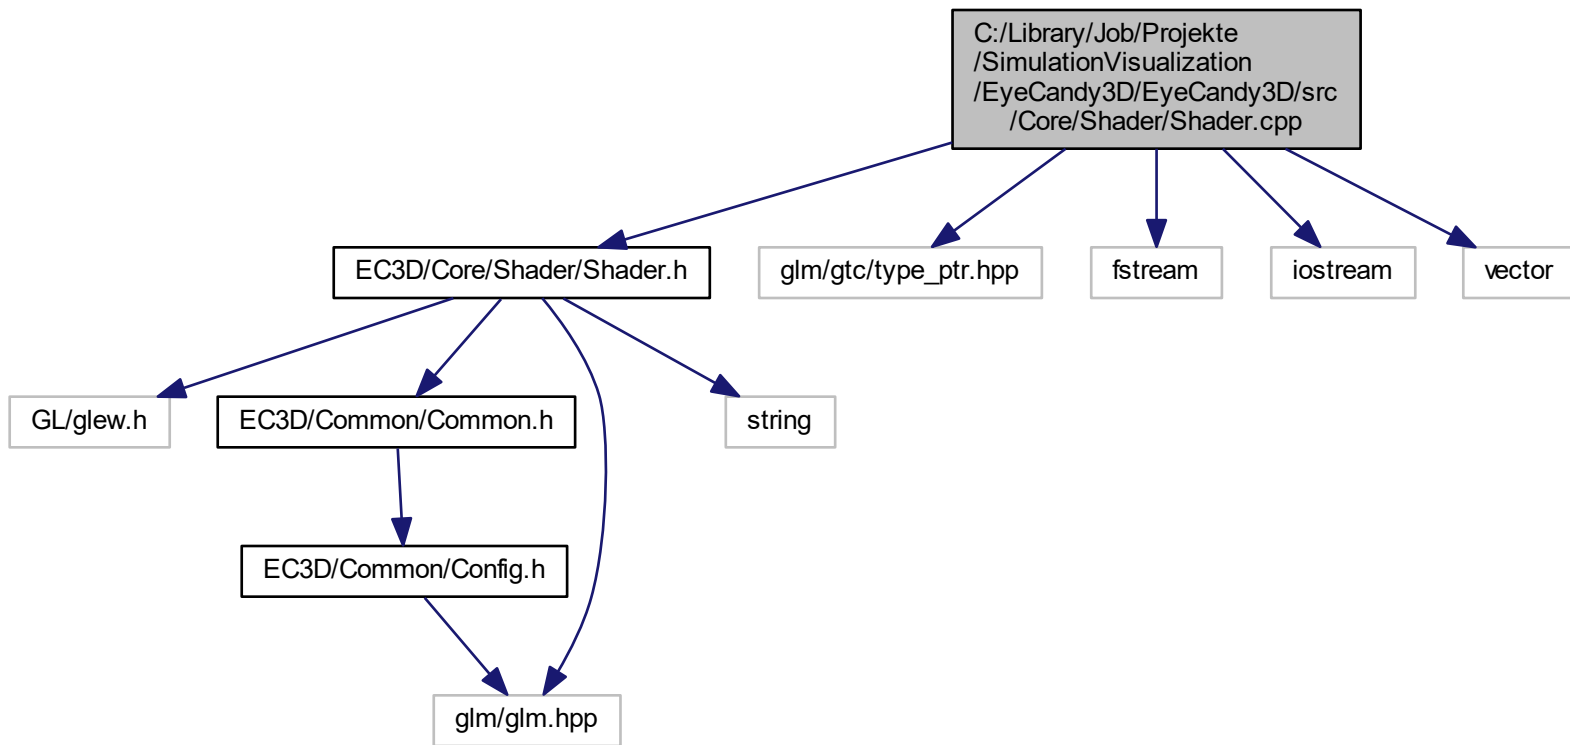 C:/Library/Job/Projekte
/SimulationVisualization
/EyeCandy3D/EyeCandy3D/src
/Core/Shader/Shader.cpp
EC3D/Core/Shader/Shader.h
glm/gtc/type_ptr.hpp
fstream
iostream
vector
GL/glew.h
EC3D/Common/Common.h
string
EC3D/Common/Config.h
glm/glm.hpp